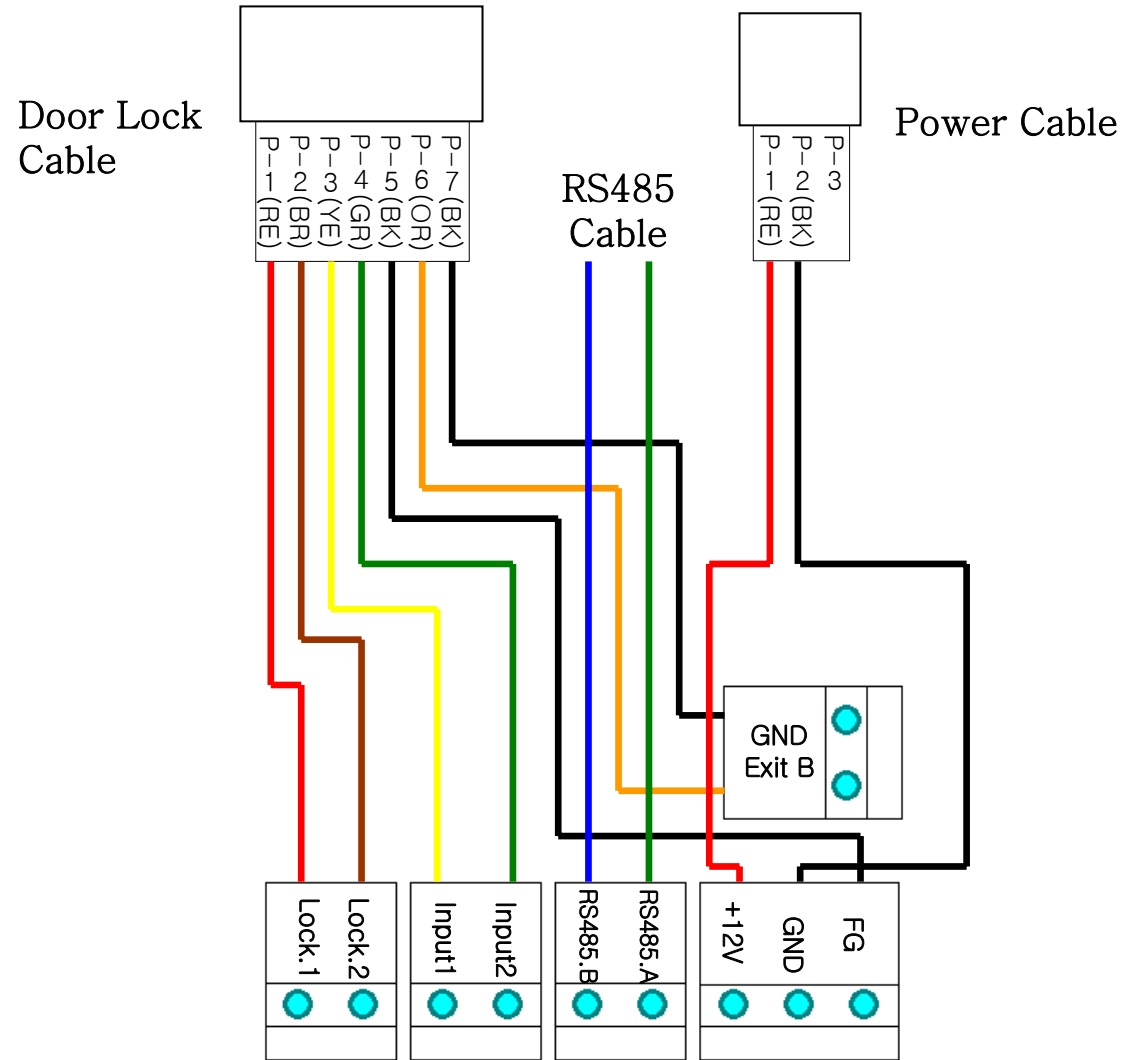 Door Lock
Cable
P-1(RE)
P-2(BR)
P-3(YE)
P-4(GR)
P-5(BK)
P-6(OR)
P-7(BK)
RS485
Cable
P-1(RE)
P-2(BK)
P-3
Power Cable
GND
Exit B
Lock.1
Lock.2
Input1
Input2
RS485.B
RS485.A
+12V
GND
FG